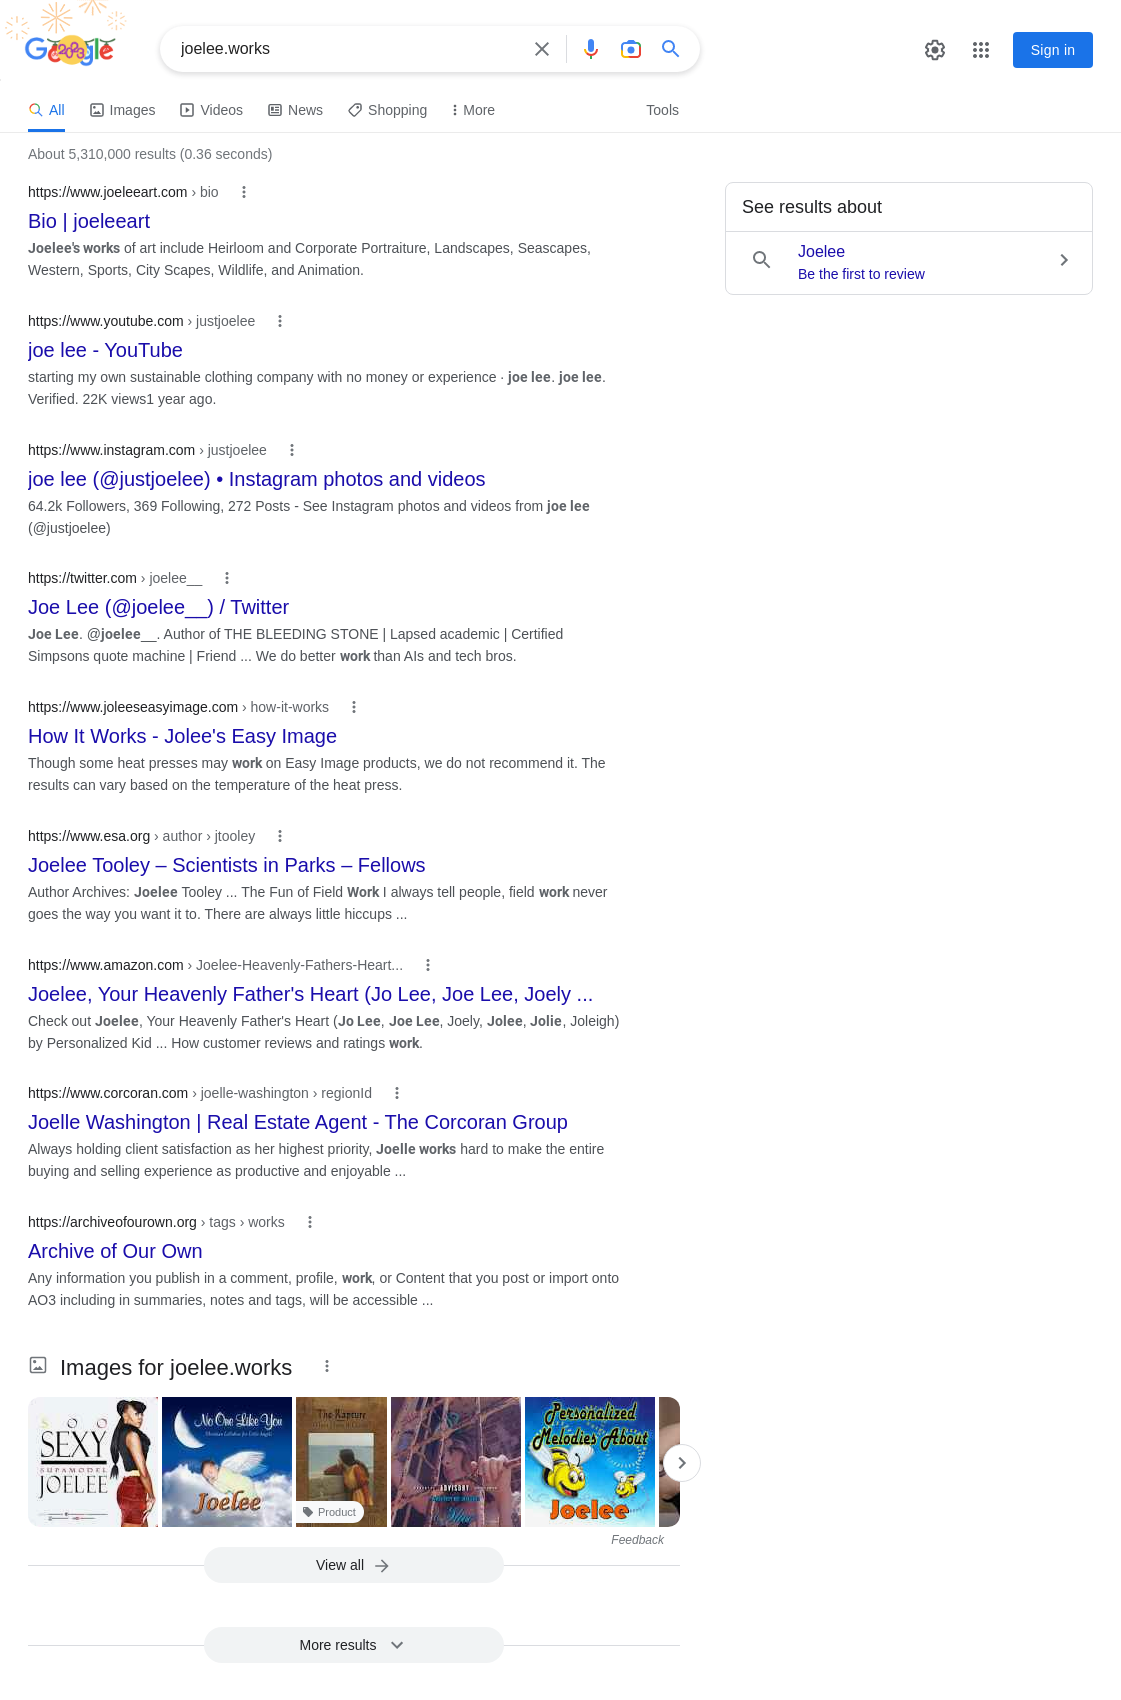 Google
joelee.works
Sign in
All
Images
Videos
News
Shopping
More
Tools
About 5,310,000 results (0.36 seconds)
https://www.joeleeart.com › bio
Bio | joeleeart
Joelee's works of art include Heirloom and Corporate Portraiture, Landscapes, Seascapes,
Western, Sports, City Scapes, Wildlife, and Animation.
https://www.youtube.com › justjoelee
joe lee - YouTube
starting my own sustainable clothing company with no money or experience · joe lee. joe lee.
Verified. 22K views1 year ago.
https://www.instagram.com › justjoelee
joe lee (@justjoelee) • Instagram photos and videos
64.2k Followers, 369 Following, 272 Posts - See Instagram photos and videos from joe lee
(@justjoelee)
https://twitter.com › joelee__
Joe Lee (@joelee__) / Twitter
Joe Lee. @joelee__. Author of THE BLEEDING STONE | Lapsed academic | Certified
Simpsons quote machine | Friend ... We do better work than AIs and tech bros.
https://www.joleeseasyimage.com › how-it-works
How It Works - Jolee's Easy Image
Though some heat presses may work on Easy Image products, we do not recommend it. The
results can vary based on the temperature of the heat press.
https://www.esa.org › author › jtooley
Joelee Tooley – Scientists in Parks – Fellows
Author Archives: Joelee Tooley ... The Fun of Field Work I always tell people, field work never
goes the way you want it to. There are always little hiccups ...
https://www.amazon.com › Joelee-Heavenly-Fathers-Heart...
Joelee, Your Heavenly Father's Heart (Jo Lee, Joe Lee, Joely ...
Check out Joelee, Your Heavenly Father's Heart (Jo Lee, Joe Lee, Joely, Jolee, Jolie, Joleigh)
by Personalized Kid ... How customer reviews and ratings work.
https://www.corcoran.com › joelle-washington › regionId
Joelle Washington | Real Estate Agent - The Corcoran Group
Always holding client satisfaction as her highest priority, Joelle works hard to make the entire
buying and selling experience as productive and enjoyable ...
https://archiveofourown.org › tags › works
Archive of Our Own
Any information you publish in a comment, profile, work, or Content that you post or import onto
AO3 including in summaries, notes and tags, will be accessible ...
See results about
Joelee
Be the first to review
Images for joelee.works
SOO
SEXY
SUPAMODEL
JOELEE
No One Like You
Joelee
The Rapture
Product
ADVISORY
Personalized
Melodies About
Joelee
Feedback
View all
More results